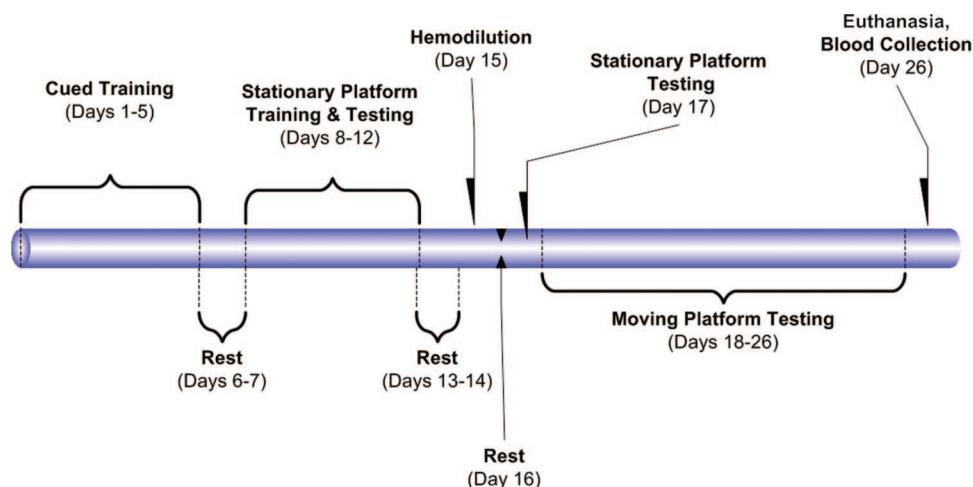 Cued Training
(Days 1-5)
Stationary Platform
Training & Testing
(Days 8-12)
Hemodilution
(Day 15)
Stationary Platform
Testing
(Day 17)
Euthanasia,
Blood Collection
(Day 26)
Rest
(Days 6-7)
Rest
(Days 13-14)
Moving Platform Testing
(Days 18-26)
Rest
(Day 16)